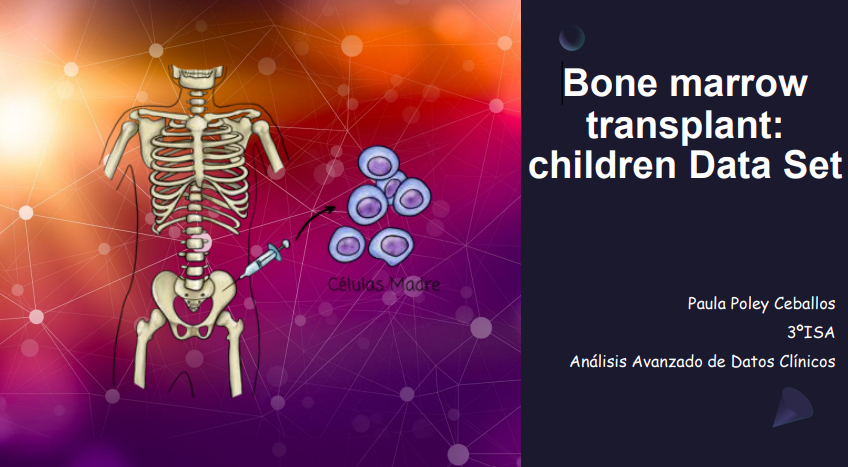 Bone marrow
transplant:
children Data Set
Células Madre
Paula Poley Ceballos
3ºISA
Análisis Avanzado de Datos Clínicos